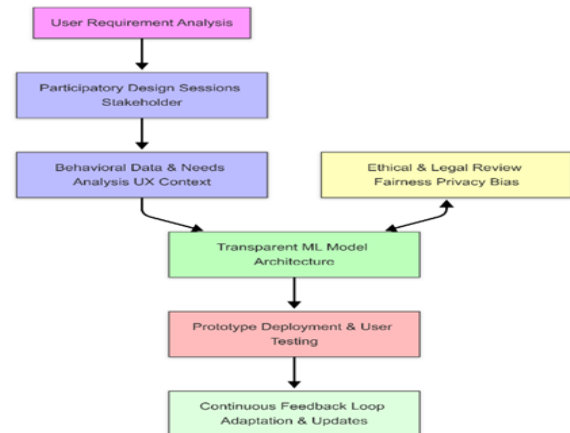 User Requirement Analysis
Participatory Design Sessions
Stakeholder
Behavioral Data & Needs
Analysis UX Context
Ethical & Legal Review
Fairness Privacy Bias
Transparent ML Model
Architecture
Prototype Deployment & User
Testing
Continuous Feedback Loop
Adaptation & Updates